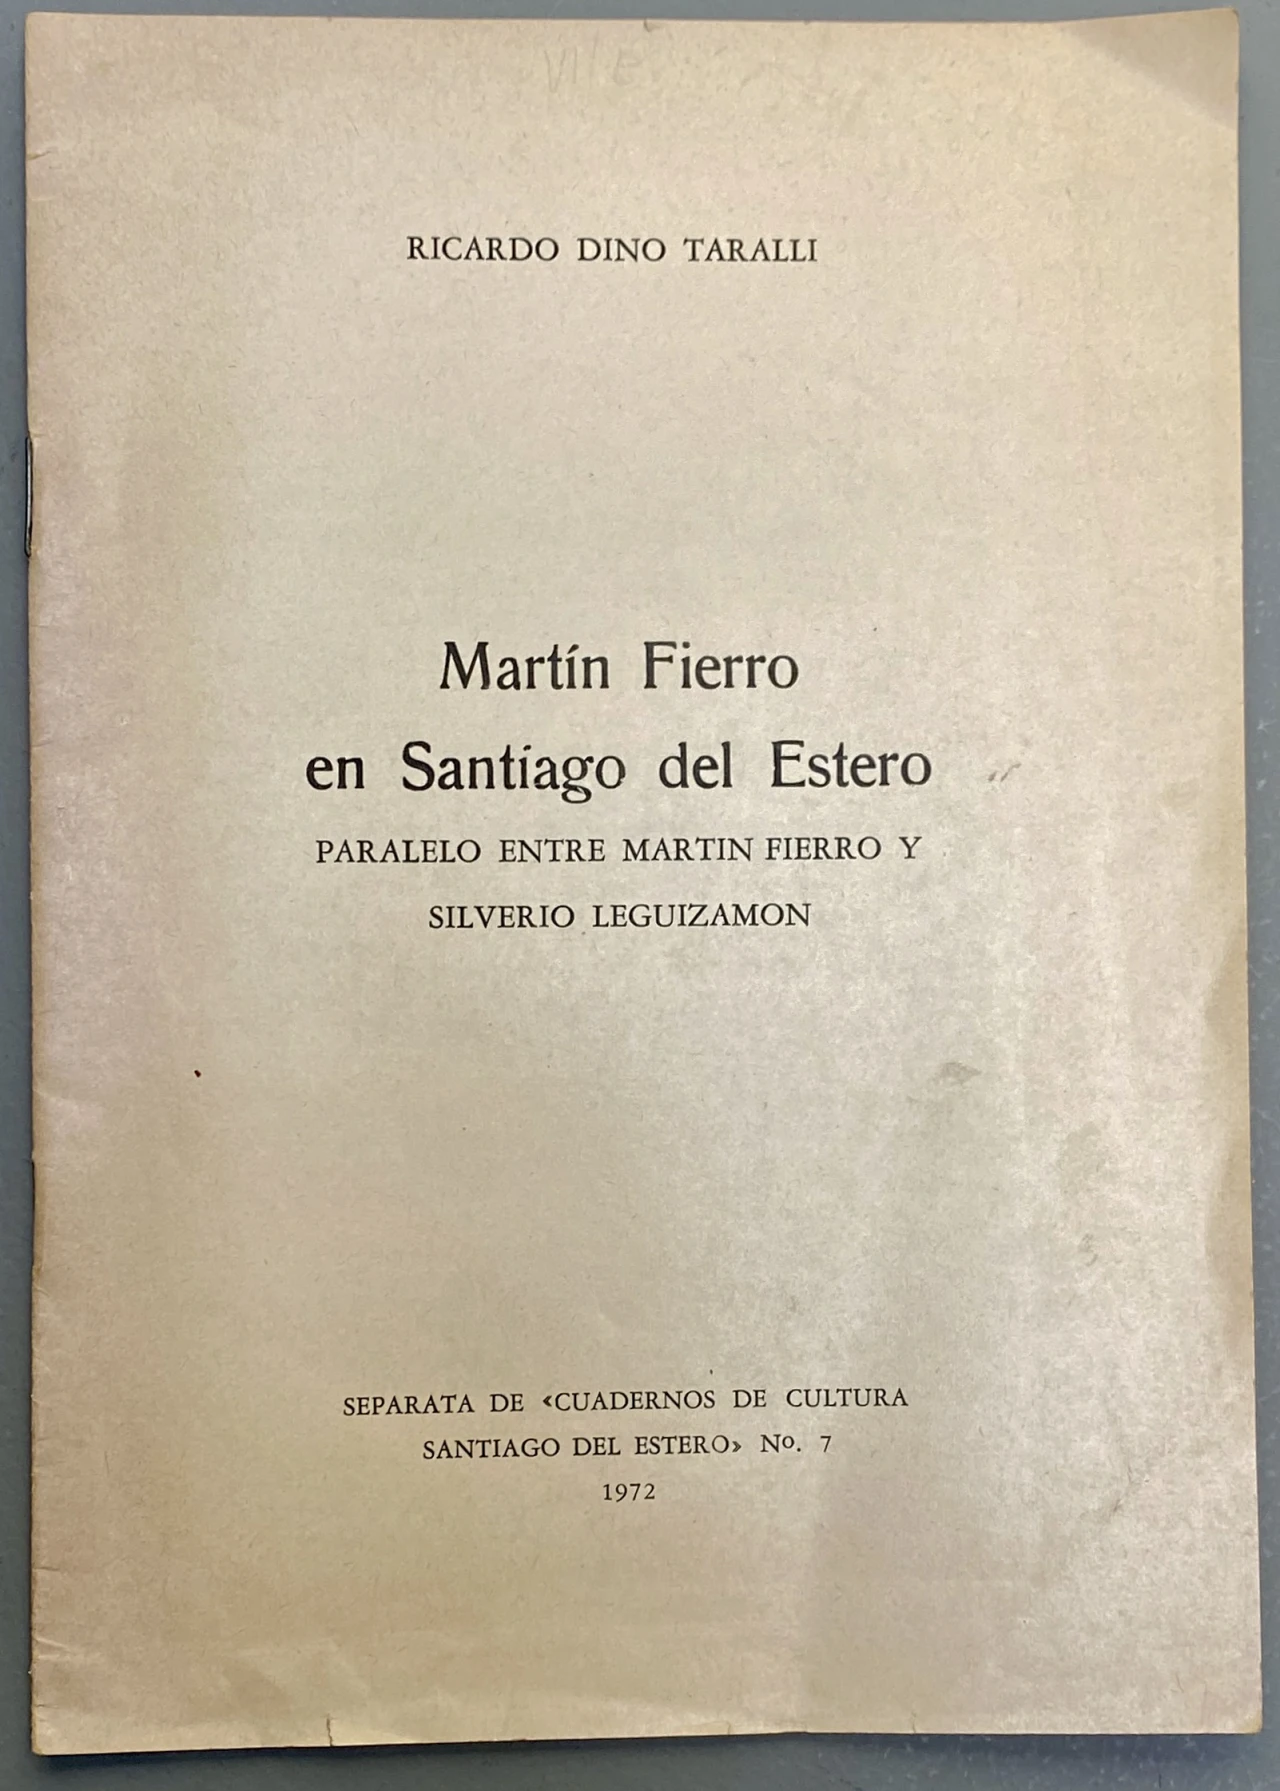 RICARDO DINO TARALLI
Martín Fierro
en Santiago del Estero
PARALELO ENTRE MARTIN FIERRO Y
SILVERIO LEGUIZAMON
SEPARATA DE «CUADERNOS DE CULTURA
SANTIAGO DEL ESTERO» Nº. 7
1972